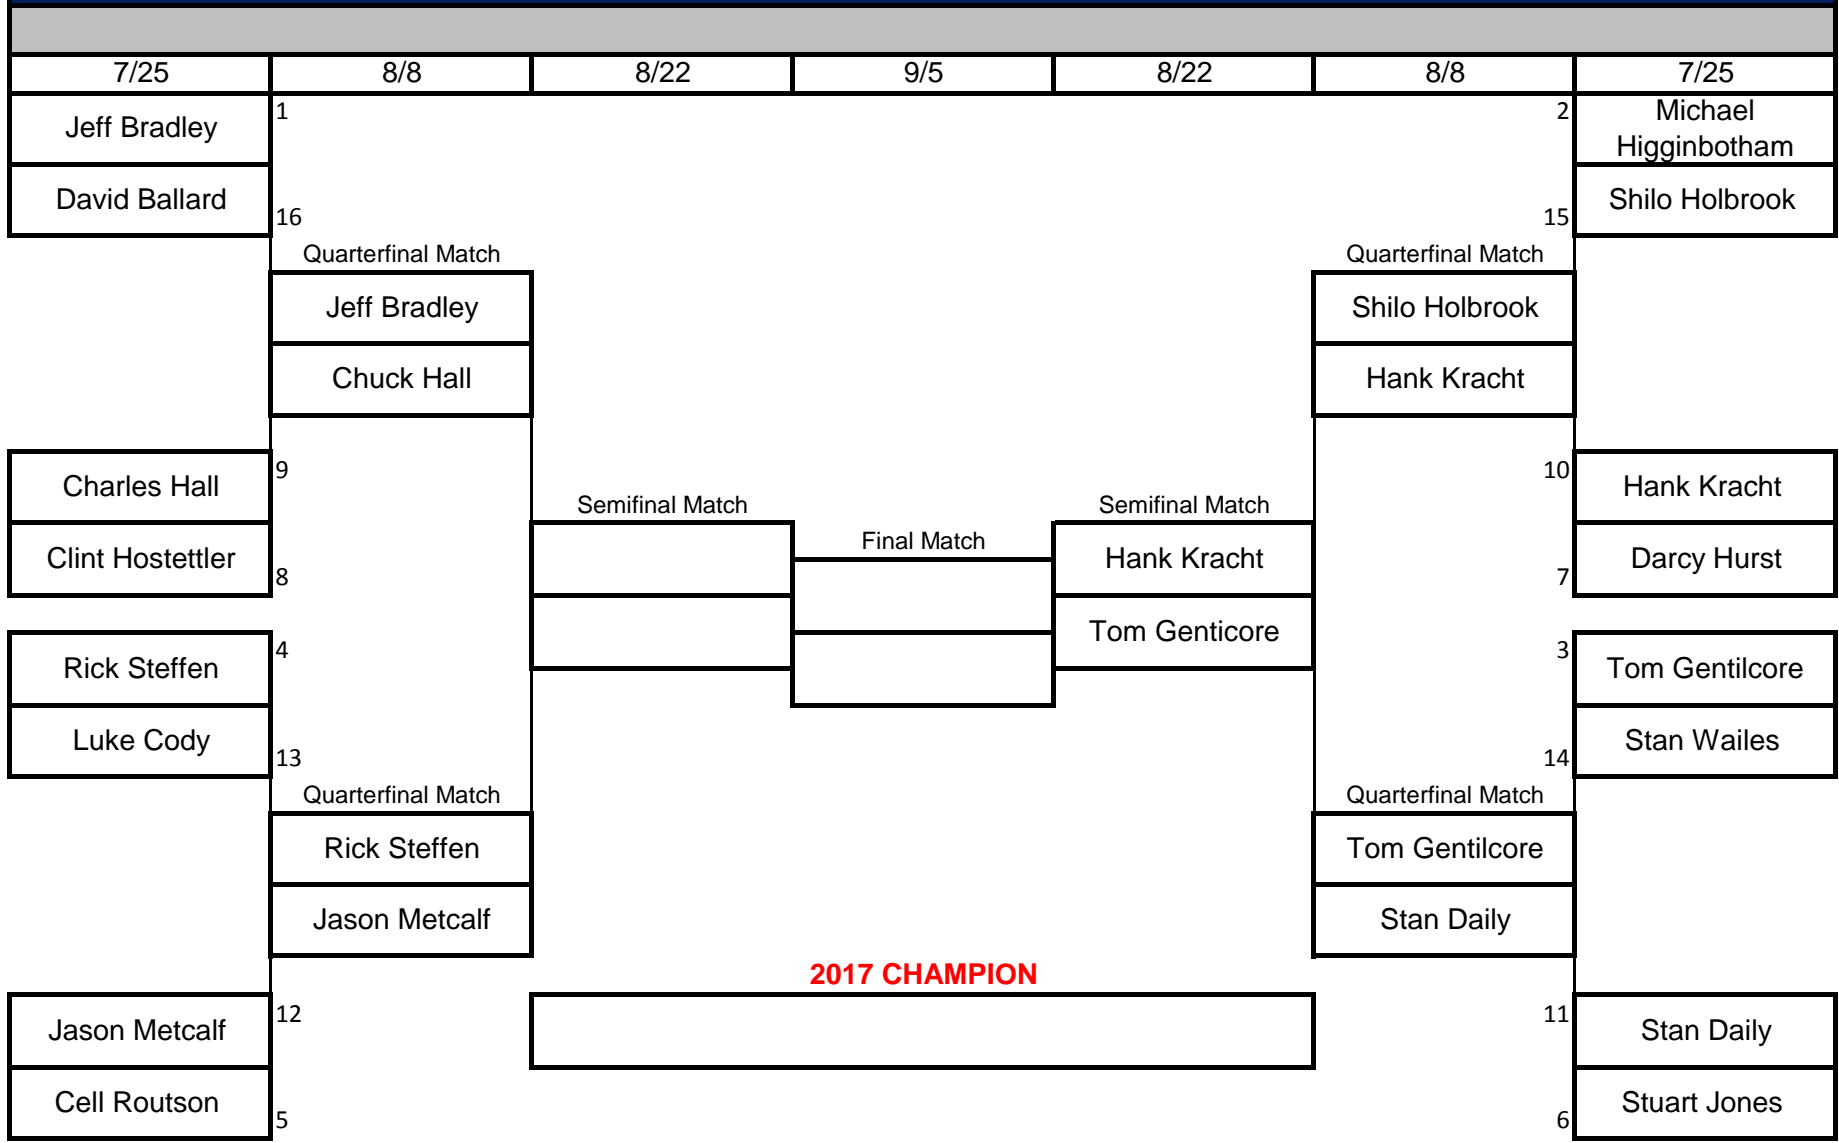 7/25 8/8 8/22 9/5 8/22 8/8 7/25
Jeff Bradley 1 2 Michael
Higginbotham
David Ballard 16 15 Shilo Holbrook
Quarterfinal Match Quarterfinal Match
Jeff Bradley Shilo Holbrook
Chuck Hall Hank Kracht
Charles Hall 9 10 Hank Kracht
Semifinal Match Semifinal Match
Final Match
Clint Hostettler 8 Hank Kracht 7 Darcy Hurst
Tom Genticore
Rick Steffen 4 3 Tom Gentilcore
Luke Cody 13 14 Stan Wailes
Quarterfinal Match Quarterfinal Match
Rick Steffen Tom Gentilcore
Jason Metcalf Stan Daily
2017 CHAMPION
Jason Metcalf 12 11 Stan Daily
Cell Routson 5 6 Stuart Jones